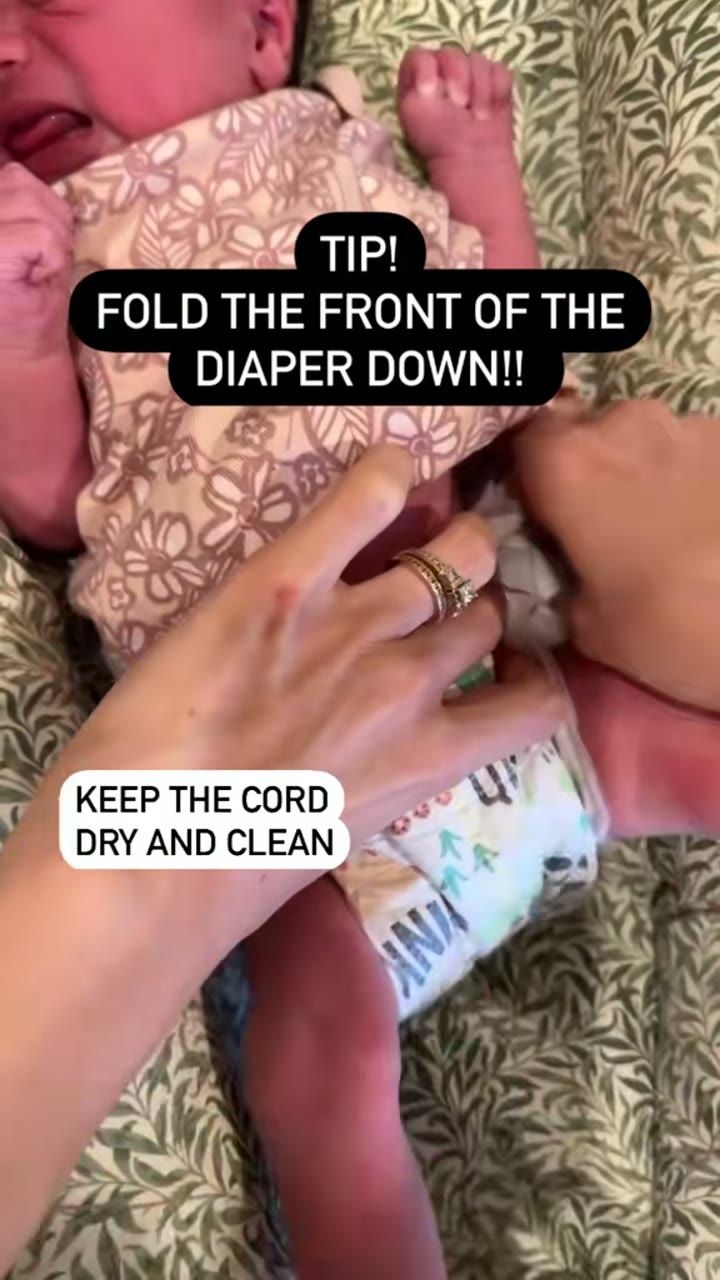 TIP!
FOLD THE FRONT OF THE
DIAPER DOWN!!
KEEP THE CORD
DRY AND CLEAN